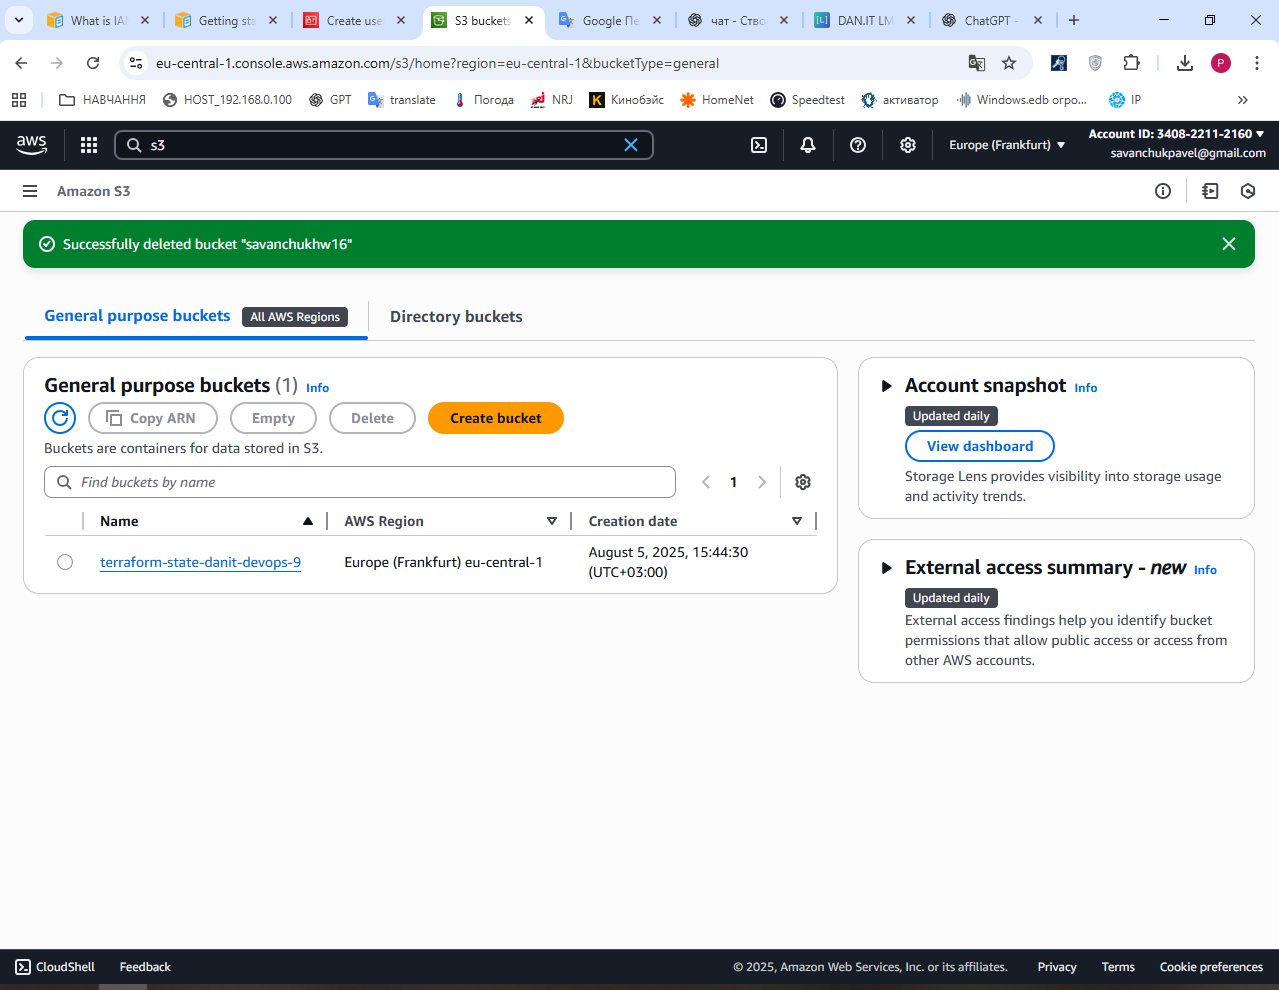 What is IA
Getting sta
Create use
S3 buckets
Google Пе
чат - Ство
DAN.IT LM
ChatGPT -
eu-central-1.console.aws.amazon.com/s3/home?region=eu-central-1&bucketType=general
P
НАВЧАННЯ
HOST_192.168.0.100
GPT
translate
Погода
NRJ
Кинобэйс
HomeNet
Speedtest
активатор
Windows.edb огро...
IP
aws
s3
Europe (Frankfurt)
Account ID: 3408-2211-2160
savanchukpavel@gmail.com
Amazon S3
Successfully deleted bucket "savanchukhw16"
General purpose buckets
All AWS Regions
Directory buckets
General purpose buckets (1) Info
Copy ARN
Empty
Delete
Create bucket
Buckets are containers for data stored in S3.
Find buckets by name
1
Name
AWS Region
Creation date
terraform-state-danit-devops-9
Europe (Frankfurt) eu-central-1
August 5, 2025, 15:44:30
(UTC+03:00)
Account snapshot Info
Updated daily
View dashboard
Storage Lens provides visibility into storage usage
and activity trends.
External access summary - new Info
Updated daily
External access findings help you identify bucket
permissions that allow public access or access from
other AWS accounts.
CloudShell
Feedback
© 2025, Amazon Web Services, Inc. or its affiliates.
Privacy
Terms
Cookie preferences